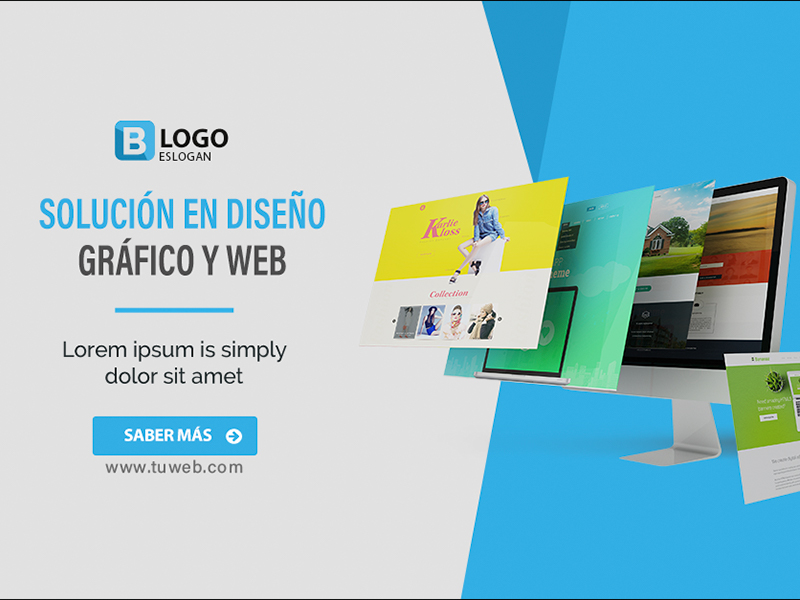 B LOGO
ESLOGAN
SOLUCIÓN EN DISEÑO
GRÁFICO Y WEB
Lorem ipsum is simply
dolor sit amet
SABER MÁS
www.tuweb.com
Karlie
Kloss
Collection